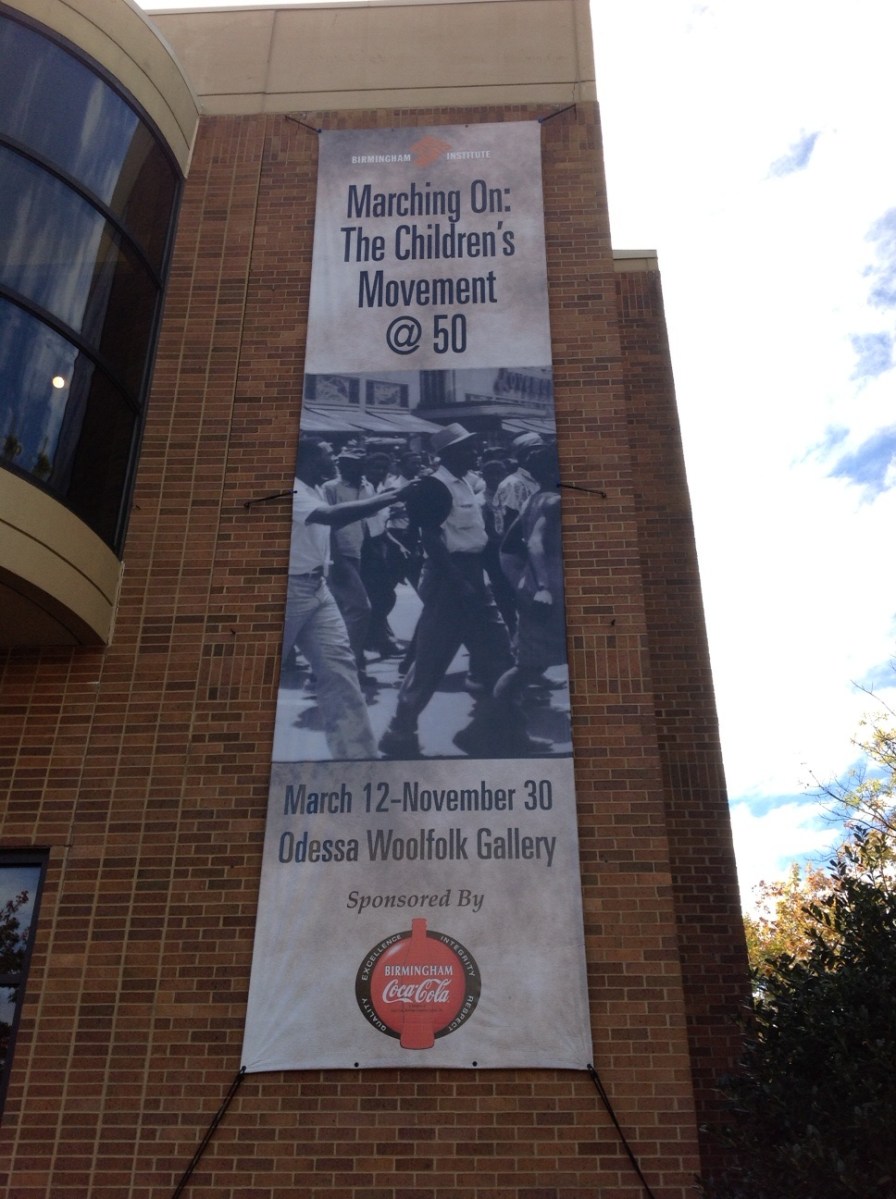 BIRMINGHAM INSTITUTE
Marching On:
The Children's
Movement
@ 50
March 12-November 30
Odessa Woolfolk Gallery
Sponsored By
QUALITY EXCELLENCE INTEGRITY RESPECT
BIRMINGHAM
Coca-Cola